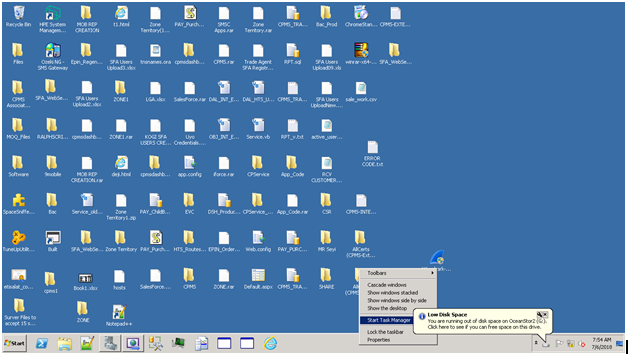 Recycle Bin
HPE System Managem...
MOB REP CREATION
t1.html
Zone Territory(1...
PAY_Purch...
SMSC Apps.rar
Zone Territory.rar
CPMS_TRA...
Bac_Prod
ChromeStan...
CPMS-EXTE...
Files
Ozeki NG - SMS Gateway
Epin_Regen...
SFA Users Upload3.xlsx
tnsnames.ora
cpmsdashb...
CPMS.rar
Trade Agent SFA Registr...
RPT.sql
SFA Users Upload09.xls
winrar-x64-...
SFA_WebSe...
CPMS Associat...
SFA_WebSe...
SFA Users Upload2.xlsx
ZONE1
LGA.xlsx
SalesForce.rar
DAL_INT_E...
DAL_HTS_U...
CPMS_TRA...
SFA Users UploadNew...
sale_work.csv
MOQ_Files
RALPHSCRI...
cpmsdashb...
ZONE1.rar
KOGI SFA USERS CRE...
Uyo Credentials...
OBJ_INT_E...
Service.vb
RPT_v.txt
active_user...
ERROR CODE.txt
Software
Ymobile
MOB REP CREATION.rar
deji.html
cpmsdashb...
app.config
iforce.rar
CPService
App_Code
RCV CUSTOMER...
SpaceSniffe...
Bac
Service_old...
Zone Territory1.zip
PAY_ChildB...
EVC
DSH_Produc...
CPService_...
App_Code.rar
CSR
CPMS-INTE...
TuneUpUtilit...
Built
SFA_WebSe...
Zone Territory
PAY_Purch...
HTS_Routes...
EPIN_Order...
Web.config
PAY_PURC...
MR Seyi
AllCerts (CPMS-Ext...
etisalat_co...
cpms1
Book1.xlsx
hosts
SalesForce...
CPMS
ZONE.rar
Default.aspx
CPMS_TRA...
SHARE
(CPMS-...
Surver Files to accept 15 s...
ZONE
Notepad++
Toolbars
Cascade windows
Show windows stacked
Show windows side by side
Show the desktop
Start Task Manager
Lock the taskbar
Properties
Low Disk Space
You are running out of disk space on OceanStor2 (G:).
Click here to see if you can free space on this drive.
Start
7:54 AM
7/6/2018